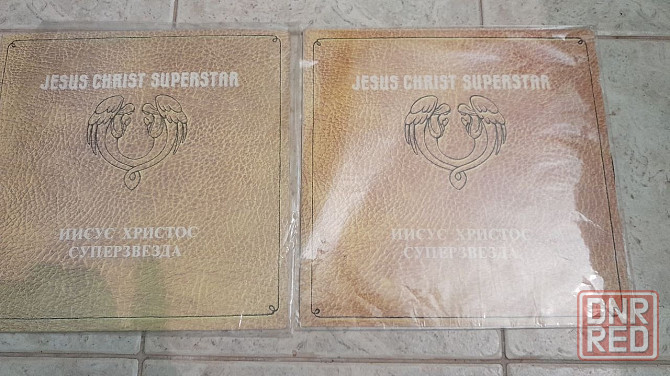 JESUS CHRIST SUPERSTAR
ИИСУС ХРИСТОС
СУПЕРЗВЕЗДА
JESUS CHRIST SUPERSTAR
ИИСУС ХРИСТОС
СУПЕРЗВЕЗДА
DNR
RED